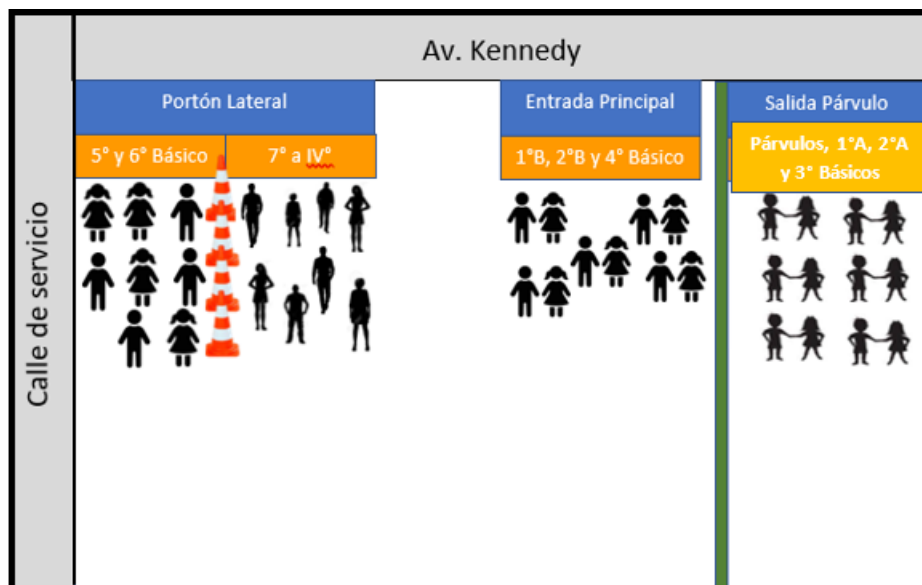 Av. Kennedy
Portón Lateral
5° y 6° Básico
7° a IV°
Entrada Principal
1°B, 2°B y 4° Básico
Salida Párvulo
Párvulos, 1°A, 2°A
y 3° Básicos
Calle de servicio